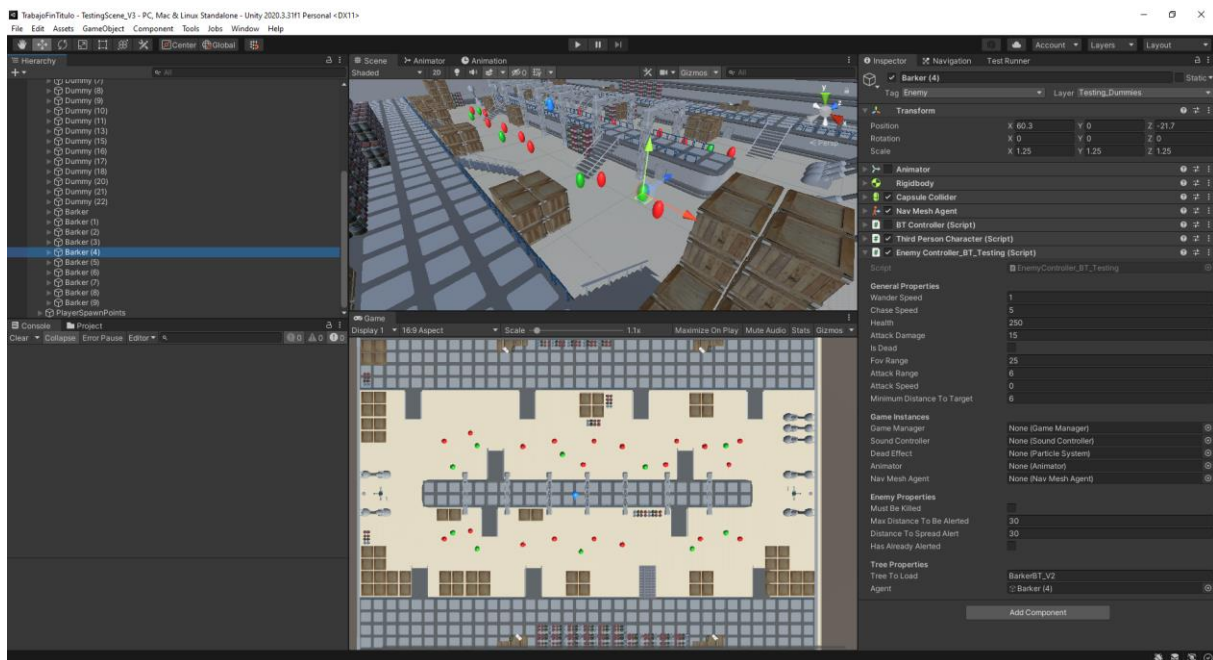 TrabajoFinTitulo - TestingScene_V3 - PC, Mac & Linux Standalone - Unity 2020.3.31f1 Personal <DX11>
File Edit Assets GameObject Component Tools Jobs Window Help
Center Global Account Layers Layout
Hierarchy
All
Dummy (7)
Dummy (8)
Dummy (9)
Dummy (10)
Dummy (11)
Dummy (13)
Dummy (15)
Dummy (16)
Dummy (17)
Dummy (18)
Dummy (20)
Dummy (21)
Dummy (22)
Barker
Barker (1)
Barker (2)
Barker (3)
Barker (4)
Barker (5)
Barker (6)
Barker (7)
Barker (8)
Barker (9)
PlayerSpawnPoints
Console Project
Clear Collapse Error Pause Editor 0 0 0
Scene Animator Animation
Shaded 2D 0 Gizmos All
y
Persp
Game
Display 1 16:9 Aspect Scale 1.1x Maximize On Play Mute Audio Stats Gizmos
Inspector Navigation Test Runner
Barker (4) Static
Tag Enemy Layer Testing_Dummies
Transform
Position X 60.3 Y 0 Z -21.7
Rotation X 0 Y 0 Z 0
Scale X 1.25 Y 1.25 Z 1.25
Animator
Rigidbody
Capsule Collider
Nav Mesh Agent
BT Controller (Script)
Third Person Character (Script)
Enemy Controller_BT_Testing (Script)
Script EnemyController_BT_Testing
General Properties
Wander Speed 1
Chase Speed 5
Health 250
Attack Damage 15
Is Dead
Fov Range 25
Attack Range 6
Attack Speed 0
Minimum Distance To Target 6
Game Instances
Game Manager None (Game Manager)
Sound Controller None (Sound Controller)
Dead Effect None (Particle System)
Animator None (Animator)
Nav Mesh Agent None (Nav Mesh Agent)
Enemy Properties
Must Be Killed
Max Distance To Be Alerted 30
Distance To Spread Alert 30
Has Already Alerted
Tree Properties
Tree To Load BarkerBT_V2
Agent Barker (4)
Add Component